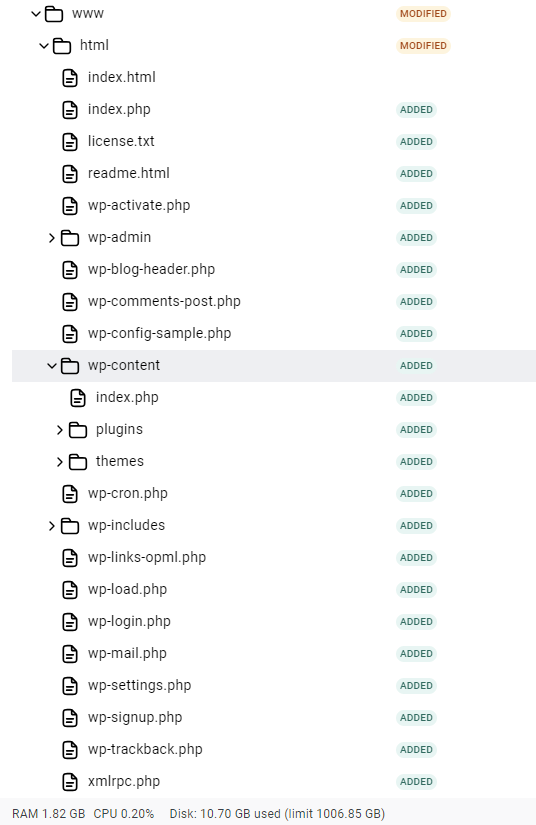 www MODIFIED
html MODIFIED
index.html
index.php ADDED
license.txt ADDED
readme.html ADDED
wp-activate.php ADDED
wp-admin ADDED
wp-blog-header.php ADDED
wp-comments-post.php ADDED
wp-config-sample.php ADDED
wp-content ADDED
index.php ADDED
plugins ADDED
themes ADDED
wp-cron.php ADDED
wp-includes ADDED
wp-links-opml.php ADDED
wp-load.php ADDED
wp-login.php ADDED
wp-mail.php ADDED
wp-settings.php ADDED
wp-signup.php ADDED
wp-trackback.php ADDED
xmlrpc.php ADDED
RAM 1.82 GB CPU 0.20% Disk: 10.70 GB used (limit 1006.85 GB)